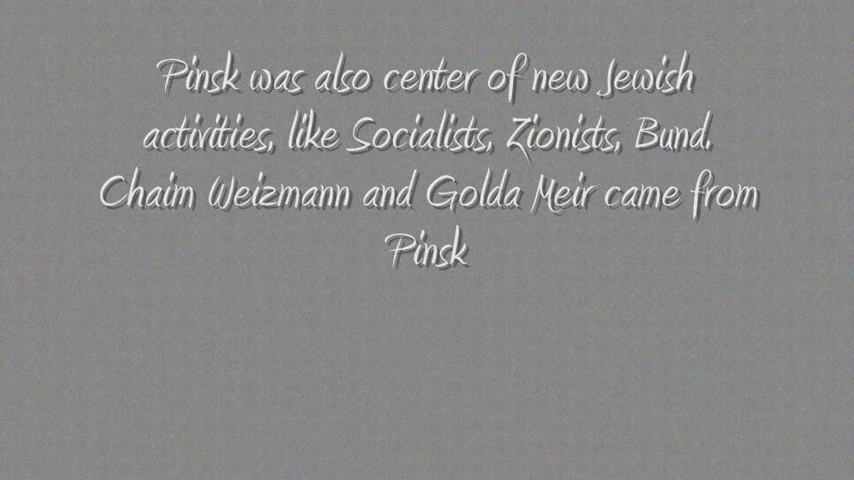 Pinsk was also center of new Jewish
activities, like Socialists, Zionists, Bund.
Chaim Weizmann and Golda Meir came from
Pinsk